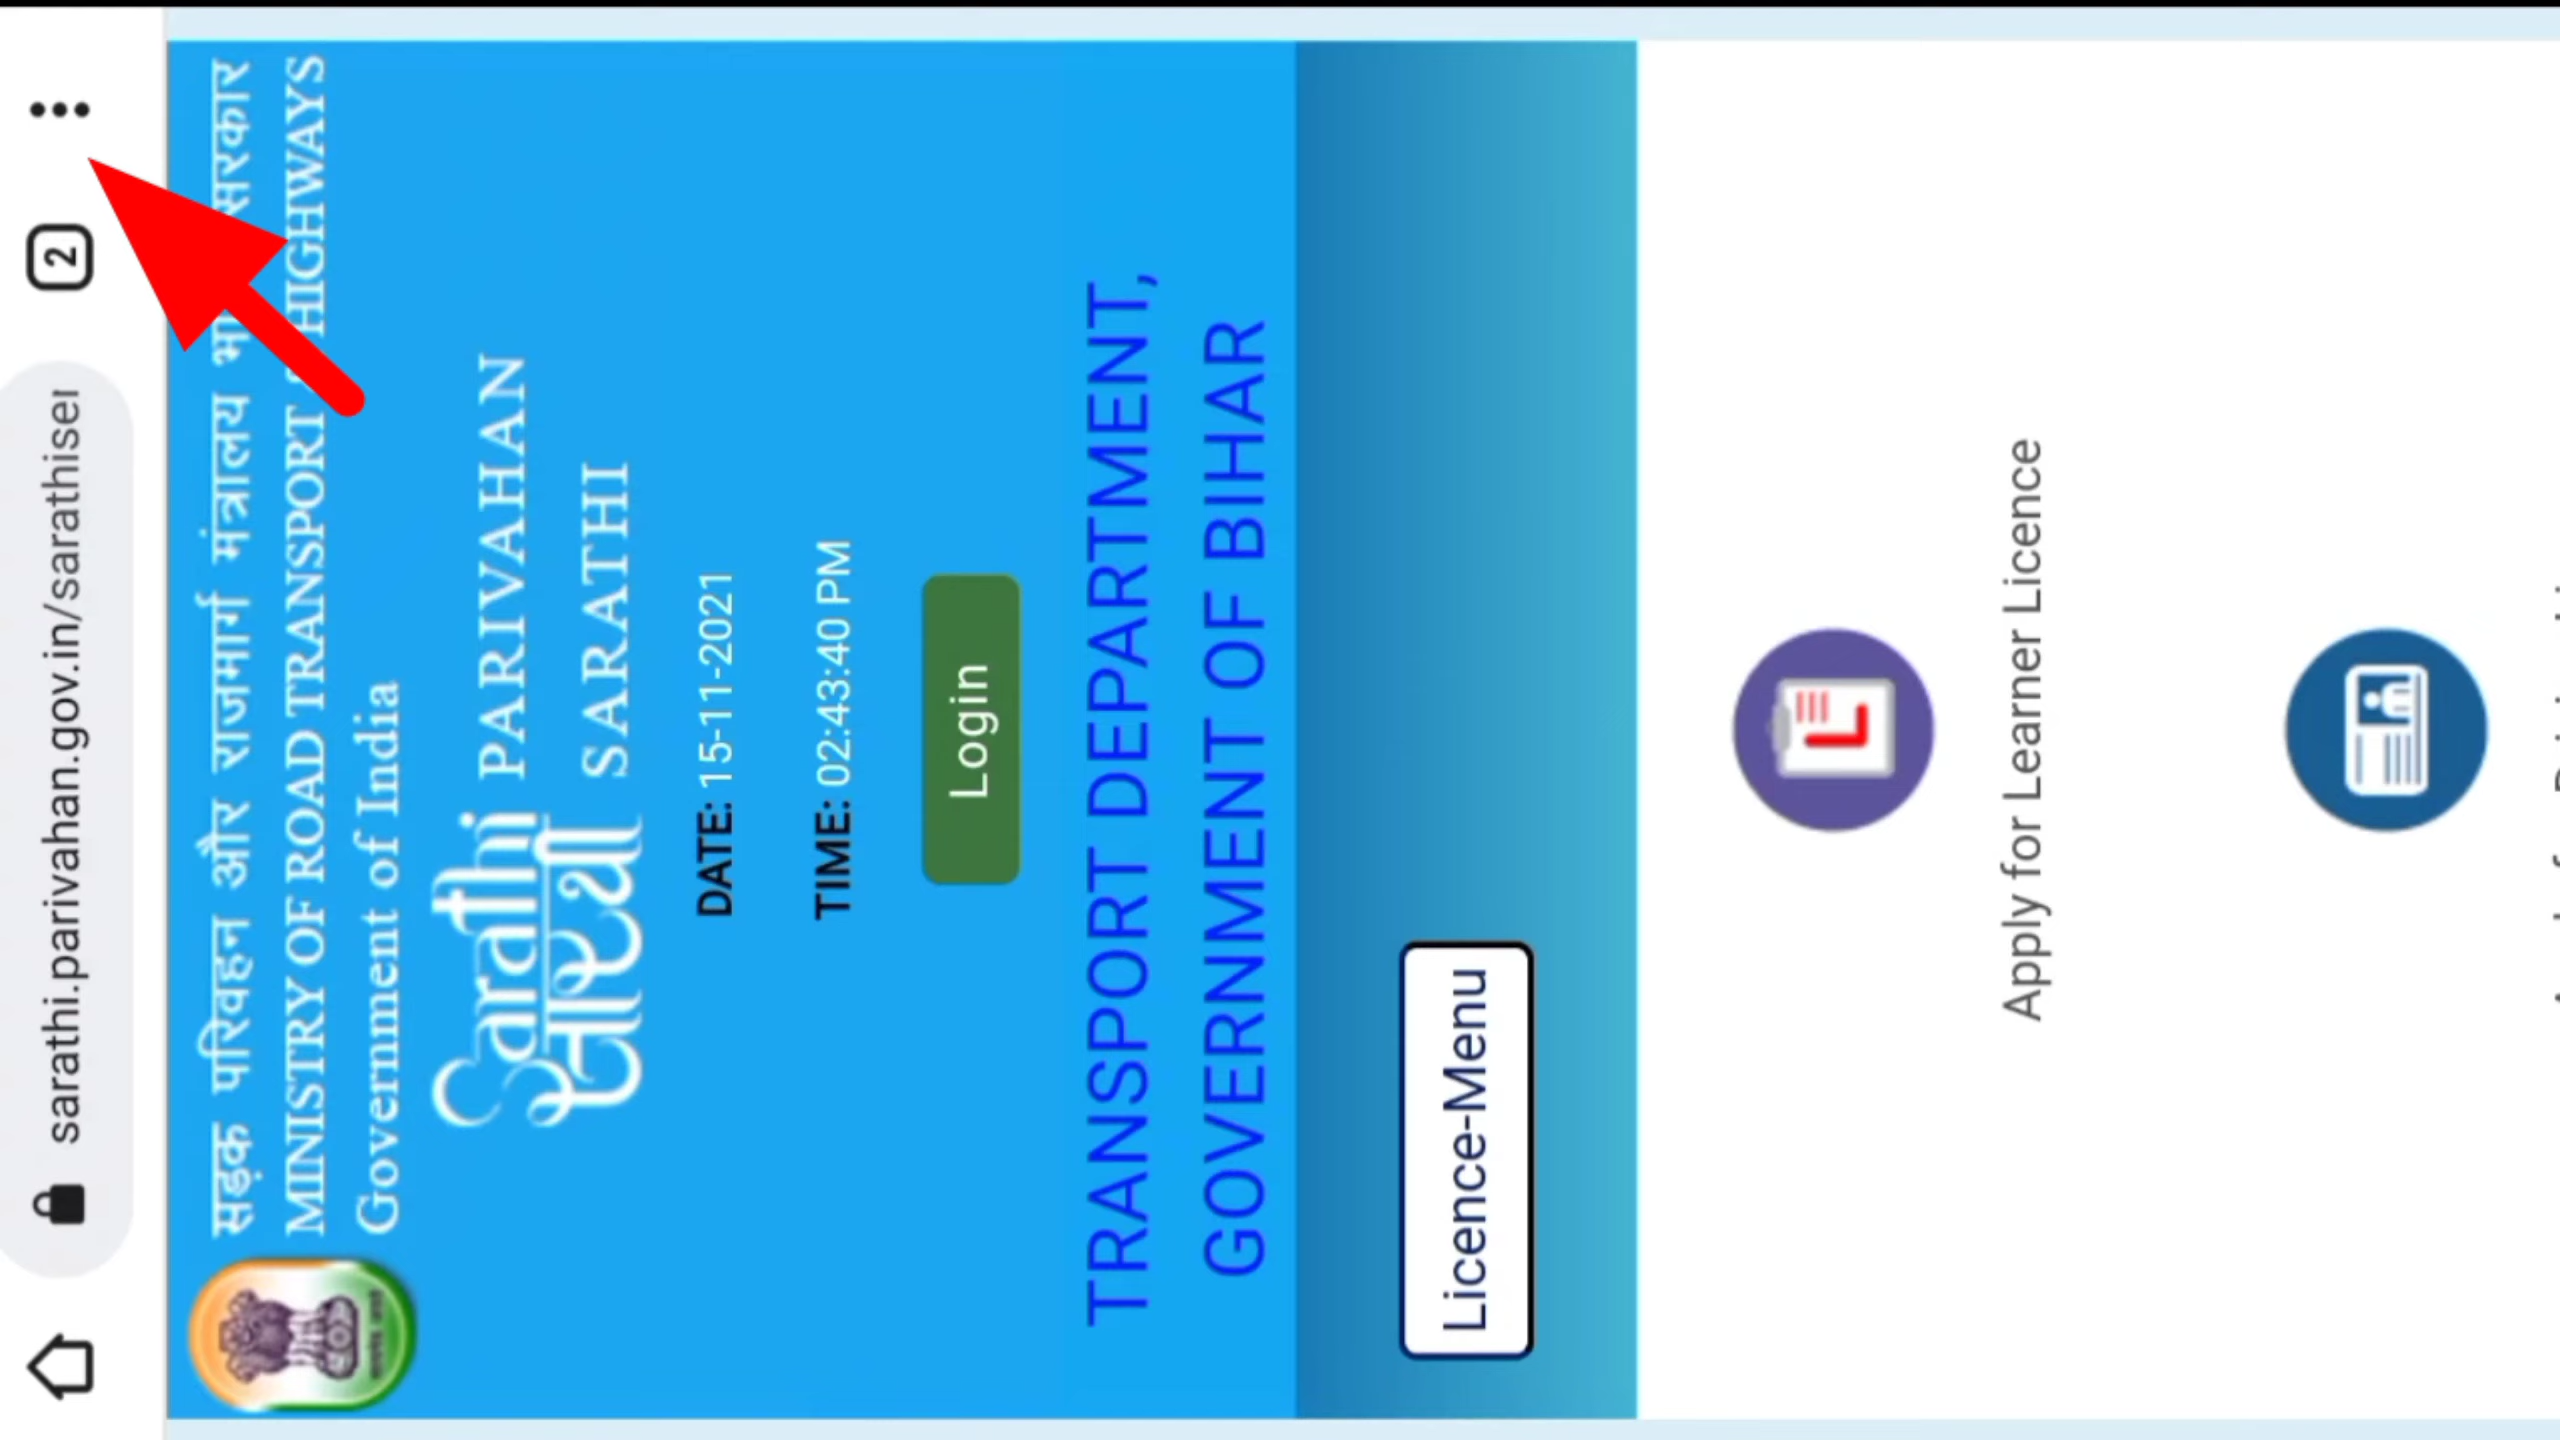 sarathi.parivahan.gov.in/sarathiser
2
सड़क परिवहन और राजमार्ग मंत्रालय सरकार
MINISTRY OF ROAD TRANSPORT HIGHWAYS
Government of India
Sarathi
सारथी
PARIVAHAN
SARATHI
DATE: 15-11-2021
TIME: 02:43:40 PM
Login
TRANSPORT DEPARTMENT,
GOVERNMENT OF BIHAR
Licence-Menu
Apply for Learner Licence